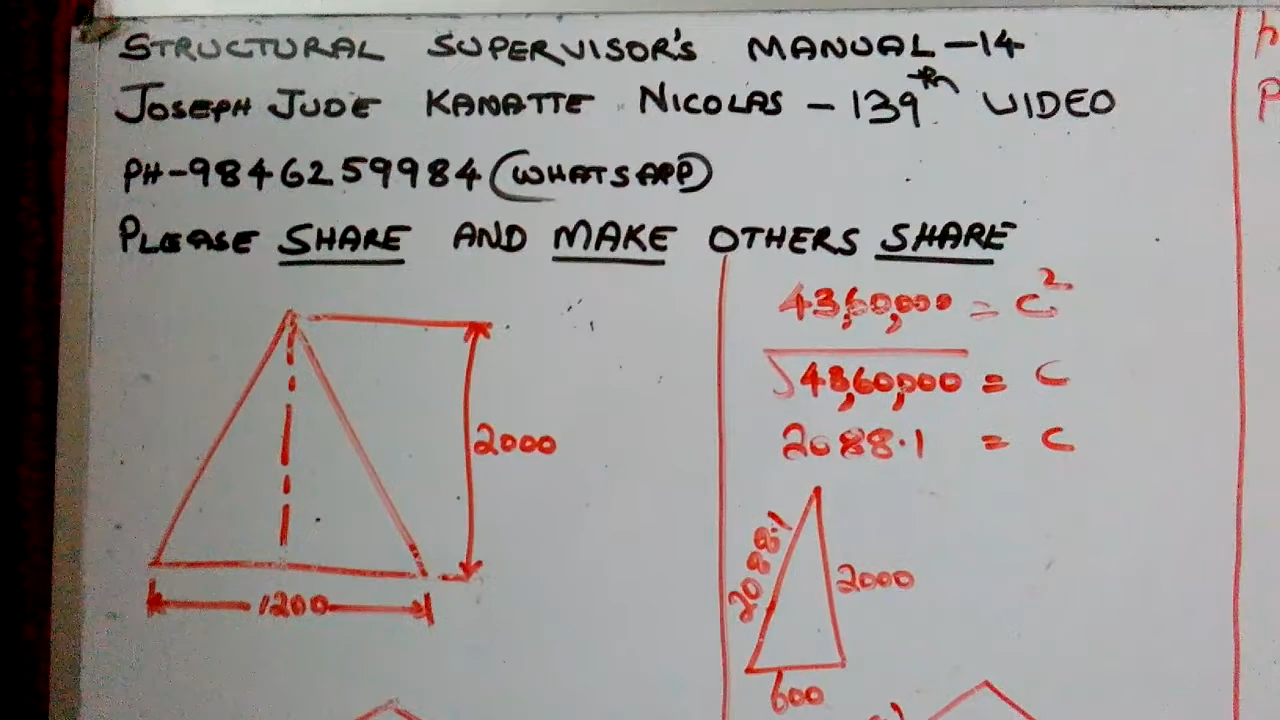 STRUCTURAL SUPERVISOR'S MANUAL -14
JOSEPH JUDE KANATTE NICOLAS - 139th VIDEO
PH-9846259984 (WHATSAPP)
PLEASE SHARE AND MAKE OTHERS SHARE
2000
1200
43,60,000 = C²
√43,60,000 = C
2088.1 = C
2088.1
2000
600